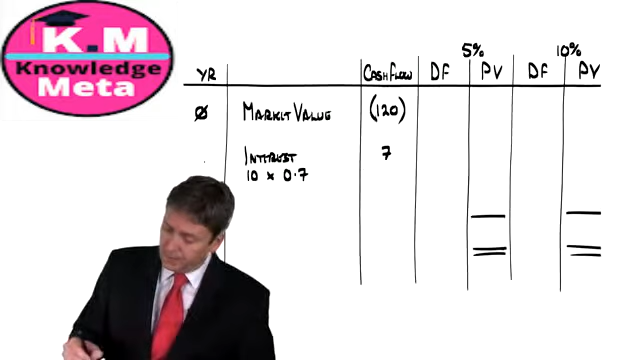 K.M
Knowledge
Meta
5% 10%
YR CASH FLOW DF PV DF PV
0 MARKET VALUE (120)
INTEREST 7
10 x 0.7